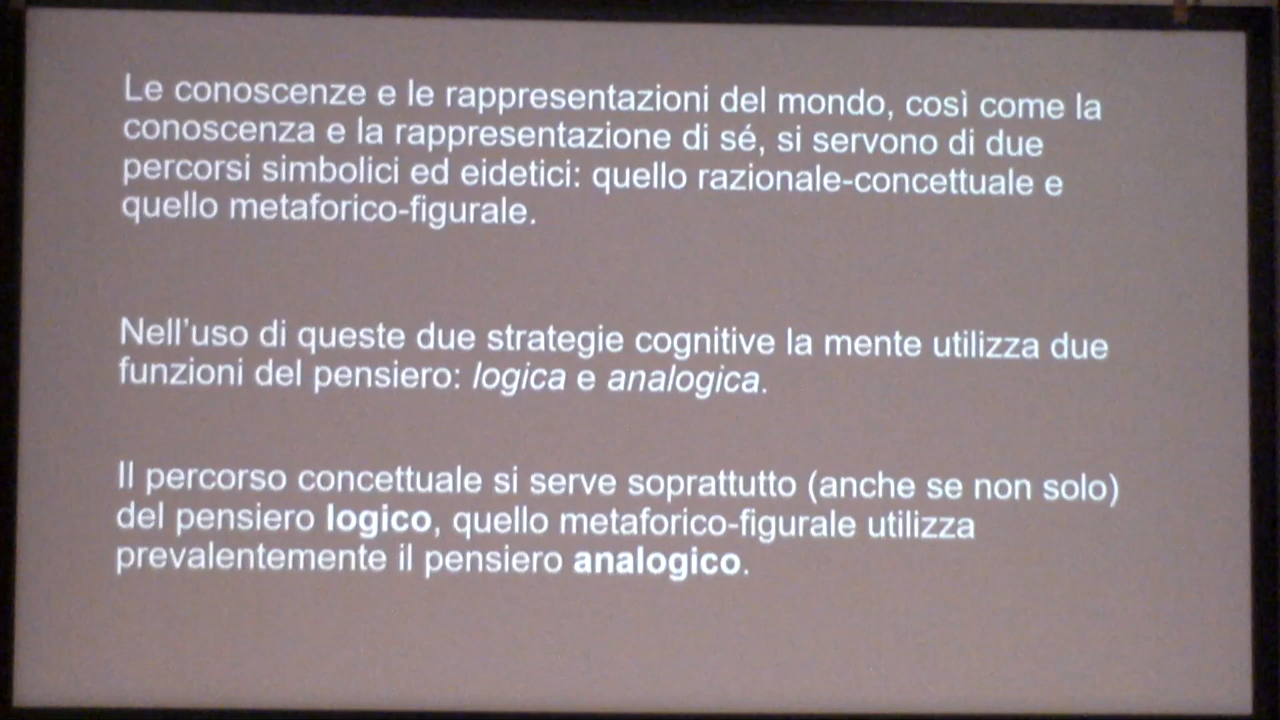 Le conoscenze e le rappresentazioni del mondo, così come la
conoscenza e la rappresentazione di sé, si servono di due
percorsi simbolici ed eidetici: quello razionale-concettuale e
quello metaforico-figurale.
Nell’uso di queste due strategie cognitive la mente utilizza due
funzioni del pensiero: logica e analogica.
Il percorso concettuale si serve soprattutto (anche se non solo)
del pensiero logico, quello metaforico-figurale utilizza
prevalentemente il pensiero analogico.